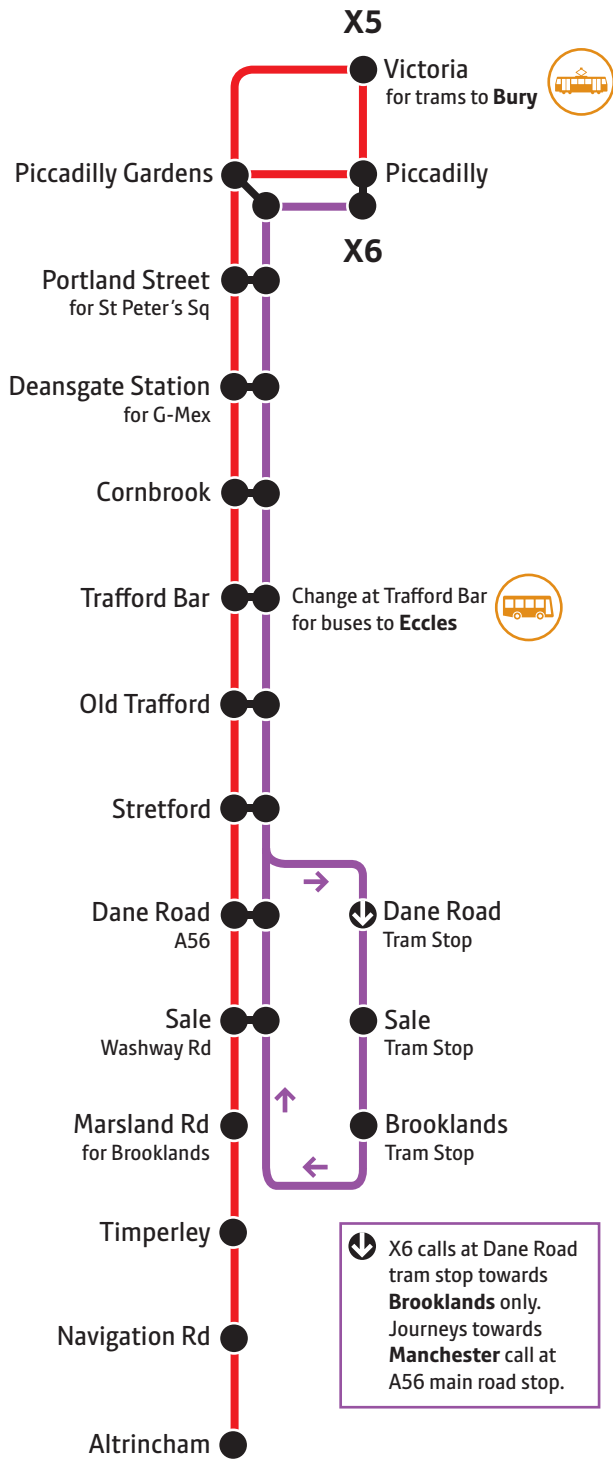 X5
Victoria
for trams to Bury
Piccadilly Gardens
Piccadilly
X6
Portland Street
for St Peter's Sq
Deansgate Station
for G-Mex
Cornbrook
Trafford Bar
Change at Trafford Bar
for buses to Eccles
Old Trafford
Stretford
Dane Road
A56
Dane Road
Tram Stop
Sale
Washway Rd
Sale
Tram Stop
Marsland Rd
for Brooklands
Brooklands
Tram Stop
Timperley
Navigation Rd
Altrincham
X6 calls at Dane Road
tram stop towards
Brooklands only.
Journeys towards
Manchester call at
A56 main road stop.